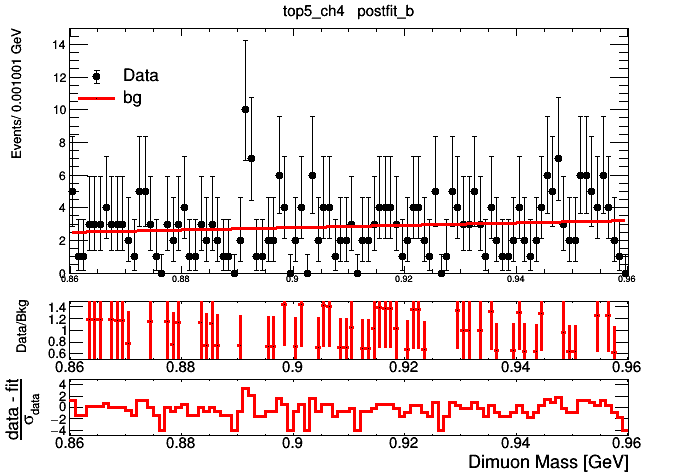 top5_ch4 postfit_b
Events/ 0.001001 GeV
14
12
10
8
6
4
2
0
Data
bg
0.86 0.88 0.9 0.92 0.94 0.96
Data/Bkg
1.4
1.2
1.0
0.8
0.6
0.86 0.88 0.9 0.92 0.94 0.96
data - fit
σdata
4
2
0
−2
−4
0.86 0.88 0.9 0.92 0.94 0.96
Dimuon Mass [GeV]